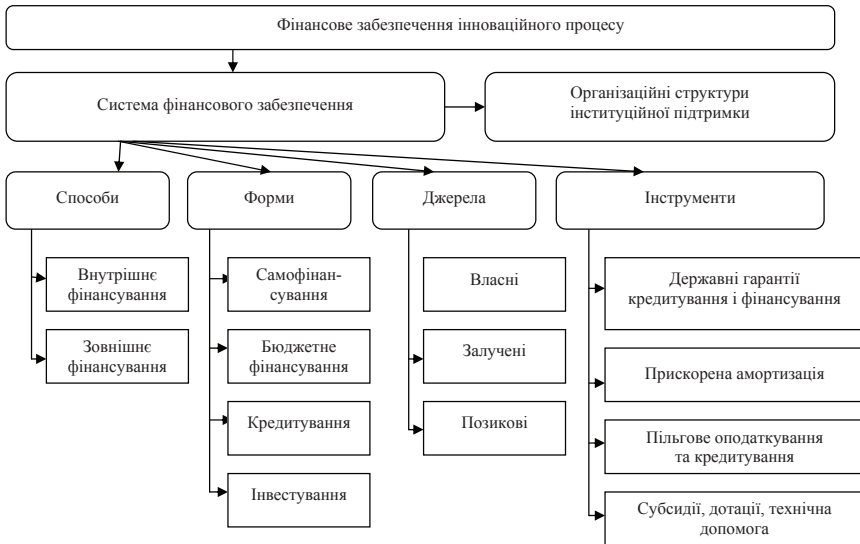 Фінансове забезпечення інноваційного процесу
Система фінансового забезпечення
Організаційні структури
інституційної підтримки
Способи
Форми
Джерела
Інструменти
Внутрішнє
фінансування
Зовнішнє
фінансування
Самофінан-
сування
Бюджетне
фінансування
Кредитування
Інвестування
Власні
Залучені
Позикові
Державні гарантії
кредитування і фінансування
Прискорена амортизація
Пільгове оподаткування
та кредитування
Субсидії, дотації, технічна
допомога